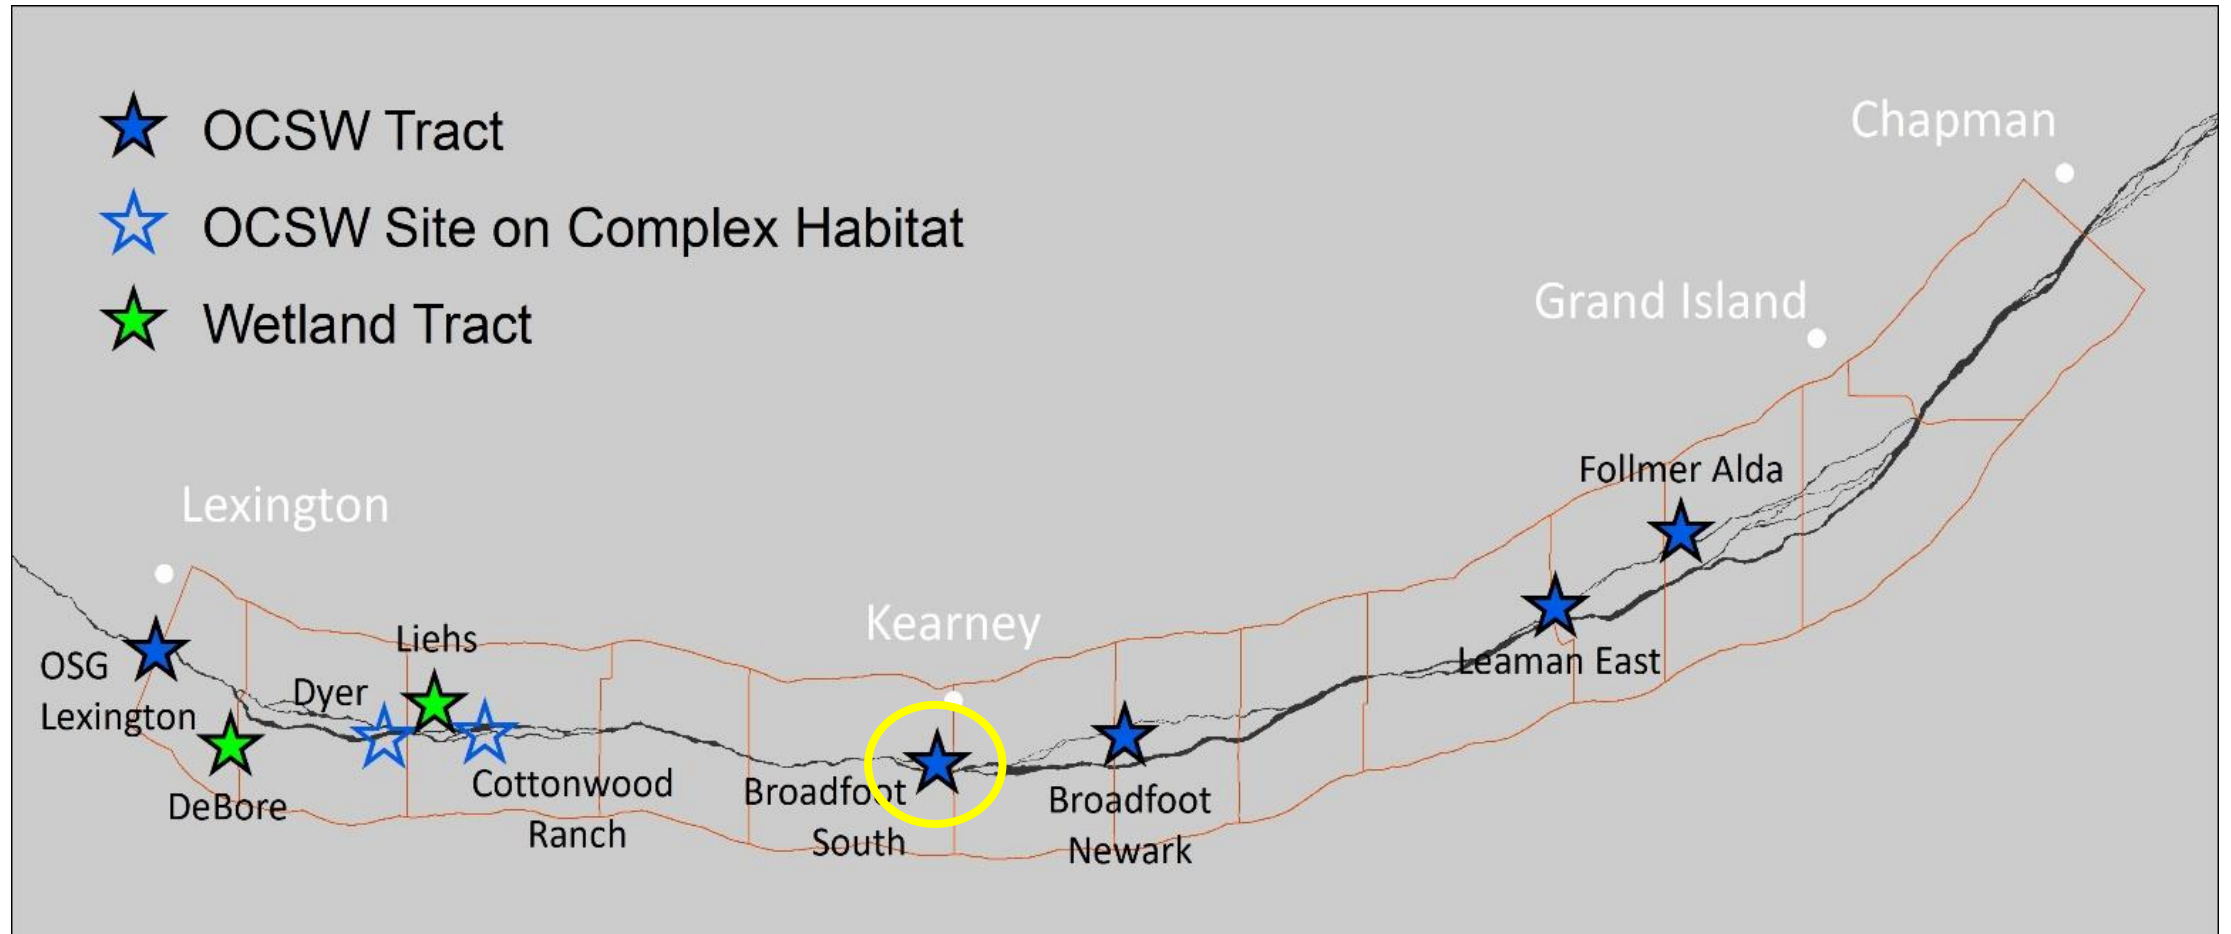 OCSW Tract
OCSW Site on Complex Habitat
Wetland Tract
Chapman
Grand Island
Follmer Alda
Lexington
Kearney
Liehs
OSG
Lexington
Dyer
Leaman East
DeBore
Cottonwood
Ranch
Broadfoot
South
Broadfoot
Newark